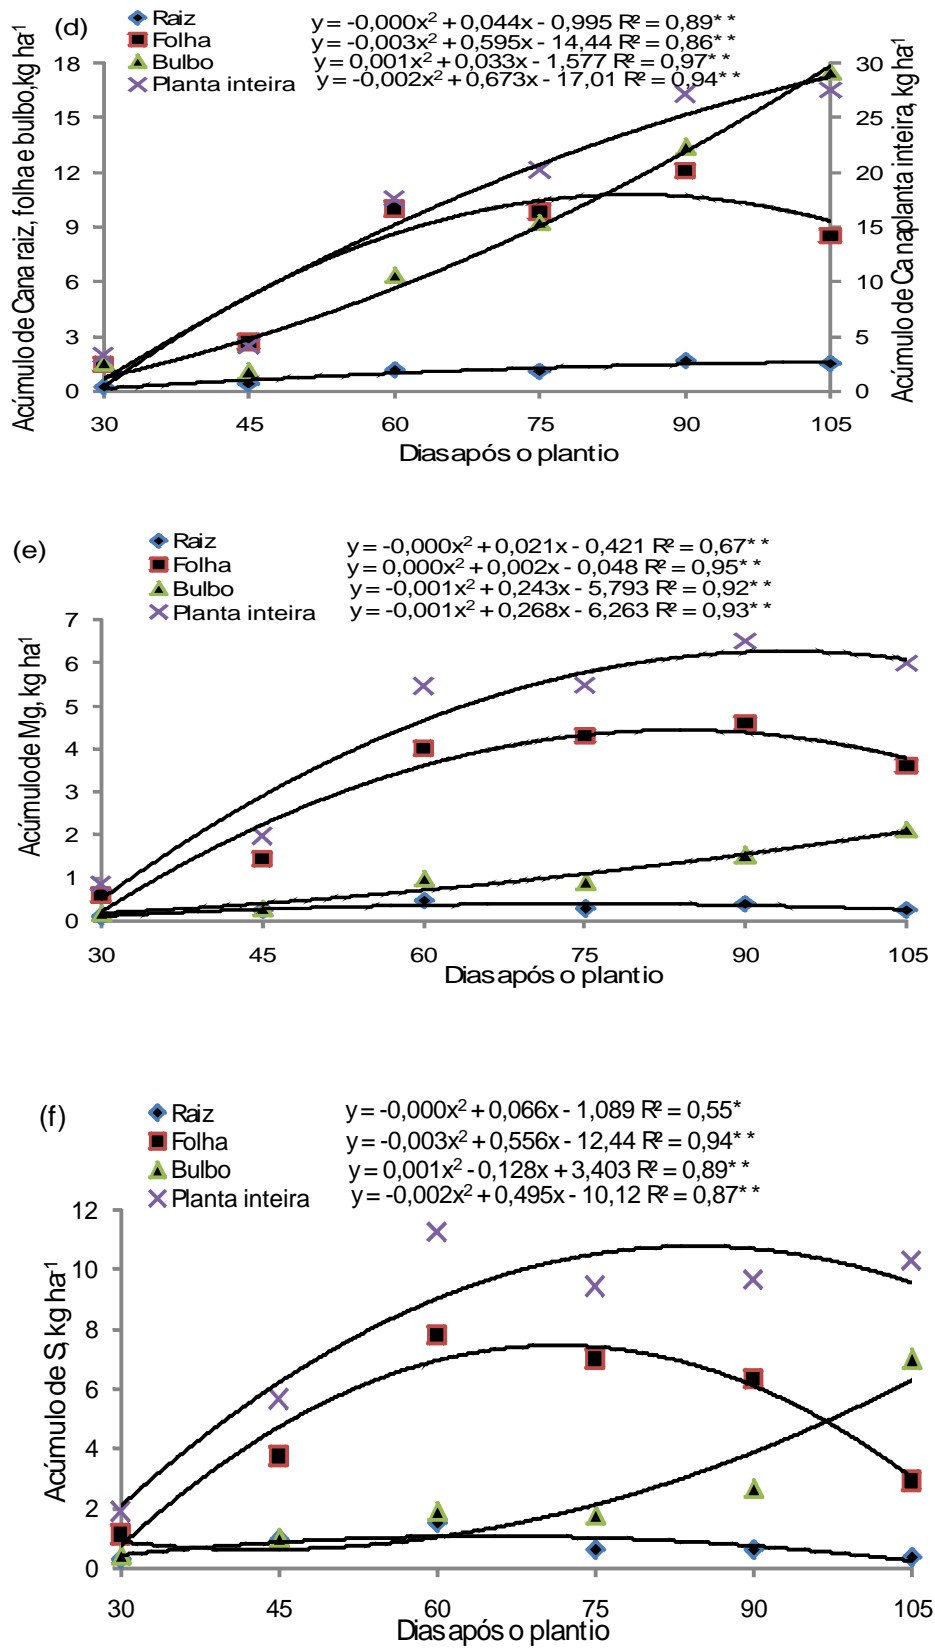 (d)
Raiz
y = -0,000x² + 0,044x - 0,995 R² = 0,89**
Folha
y = -0,003x² + 0,595x - 14,44 R² = 0,86**
Bulbo
y = 0,001x² + 0,033x - 1,577 R² = 0,97**
Planta inteira
y = -0,002x² + 0,673x - 17,01 R² = 0,94**
Acúmulo de Ca na raiz, folha e bulbo, kg ha⁻¹
18
15
12
9
6
3
0
30
25
20
15
10
5
0
Acúmulo de Ca na planta inteira, kg ha⁻¹
30 45 60 75 90 105
Dias após o plantio
(e)
Raiz
y = -0,000x² + 0,021x - 0,421 R² = 0,67**
Folha
y = 0,000x² + 0,002x - 0,048 R² = 0,95**
Bulbo
y = -0,001x² + 0,243x - 5,793 R² = 0,92**
Planta inteira
y = -0,001x² + 0,268x - 6,263 R² = 0,93**
Acúmulo de Mg, kg ha⁻¹
7
6
5
4
3
2
1
0
30 45 60 75 90 105
Dias após o plantio
(f)
Raiz
y = -0,000x² + 0,066x - 1,089 R² = 0,55*
Folha
y = -0,003x² + 0,556x - 12,44 R² = 0,94**
Bulbo
y = 0,001x² - 0,128x + 3,403 R² = 0,89**
Planta inteira
y = -0,002x² + 0,495x - 10,12 R² = 0,87**
Acúmulo de S, kg ha⁻¹
12
10
8
6
4
2
0
30 45 60 75 90 105
Dias após o plantio